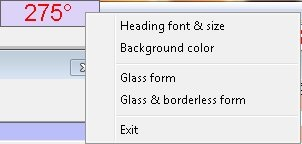 275°
Heading font & size
Background color
Glass form
Glass & borderless form
Exit